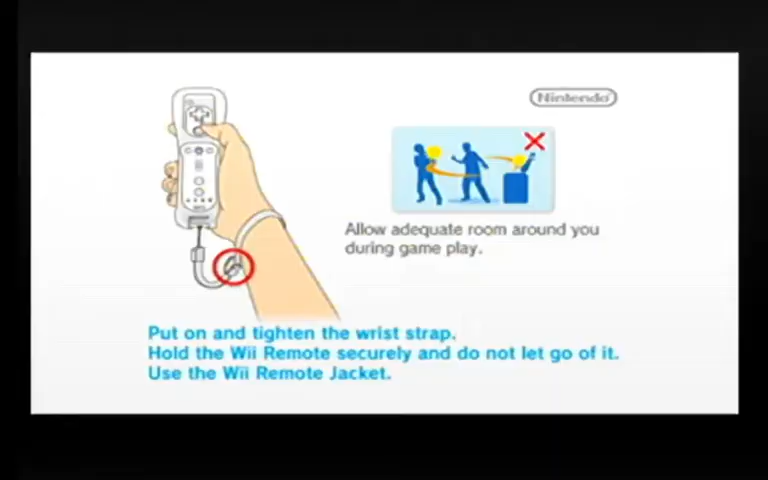 Nintendo
Allow adequate room around you
during game play.
Put on and tighten the wrist strap.
Hold the Wii Remote securely and do not let go of it.
Use the Wii Remote Jacket.